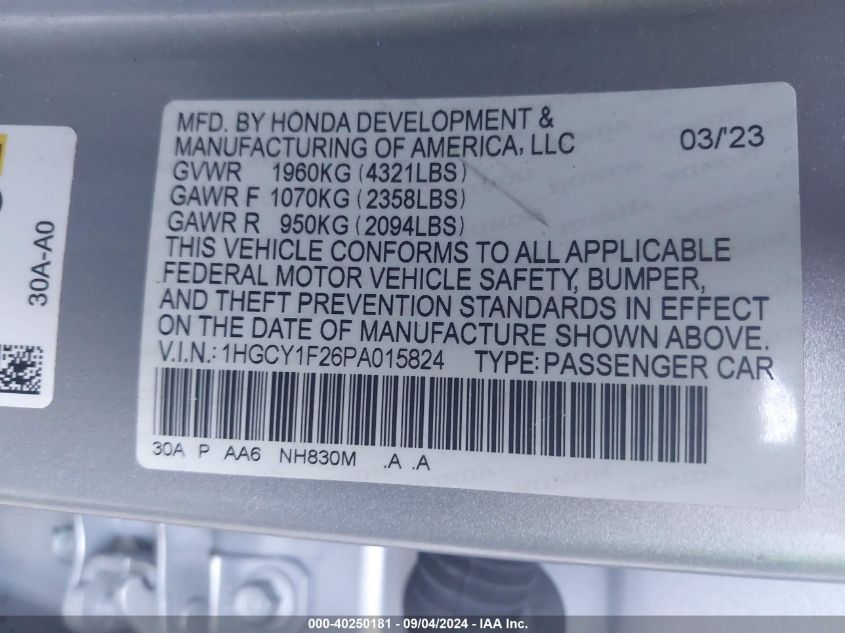 MFD. BY HONDA DEVELOPMENT &
MANUFACTURING OF AMERICA, LLC 03/'23
GVWR 1960KG (4321LBS)
GAWR F 1070KG (2358LBS)
GAWR R 950KG (2094LBS)
THIS VEHICLE CONFORMS TO ALL APPLICABLE
FEDERAL MOTOR VEHICLE SAFETY, BUMPER,
AND THEFT PREVENTION STANDARDS IN EFFECT
ON THE DATE OF MANUFACTURE SHOWN ABOVE.
V.I.N.: 1HGCY1F26PA015824 TYPE: PASSENGER CAR
30A P AA6 NH830M .A .A
30A-A0
000-40250181 - 09/04/2024 - IAA Inc.